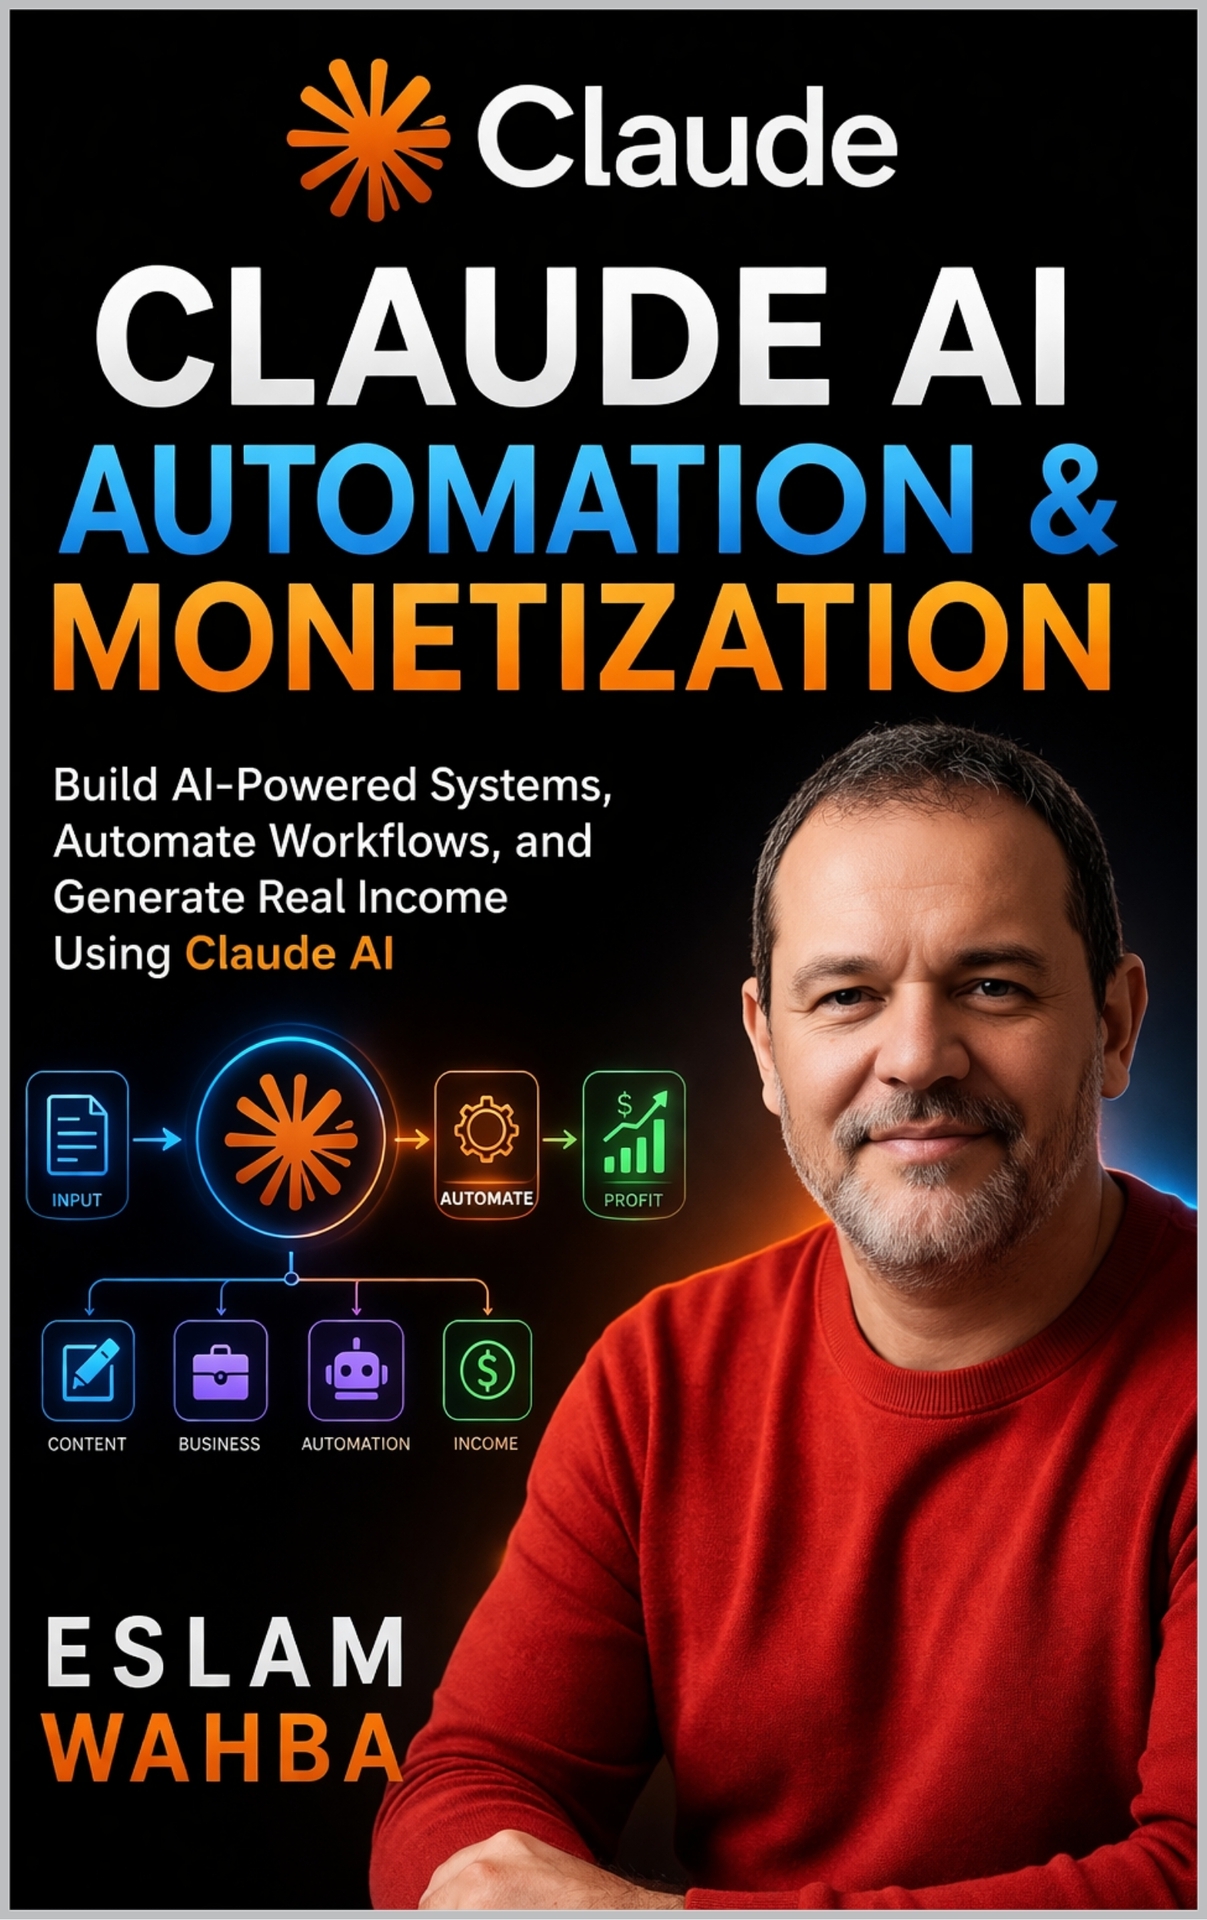 Claude
CLAUDE AI
AUTOMATION &
MONETIZATION
Build AI-Powered Systems,
Automate Workflows, and
Generate Real Income
Using Claude AI
INPUT
AUTOMATE
$
PROFIT
$
CONTENT
BUSINESS
AUTOMATION
INCOME
ESLAM
WAHBA